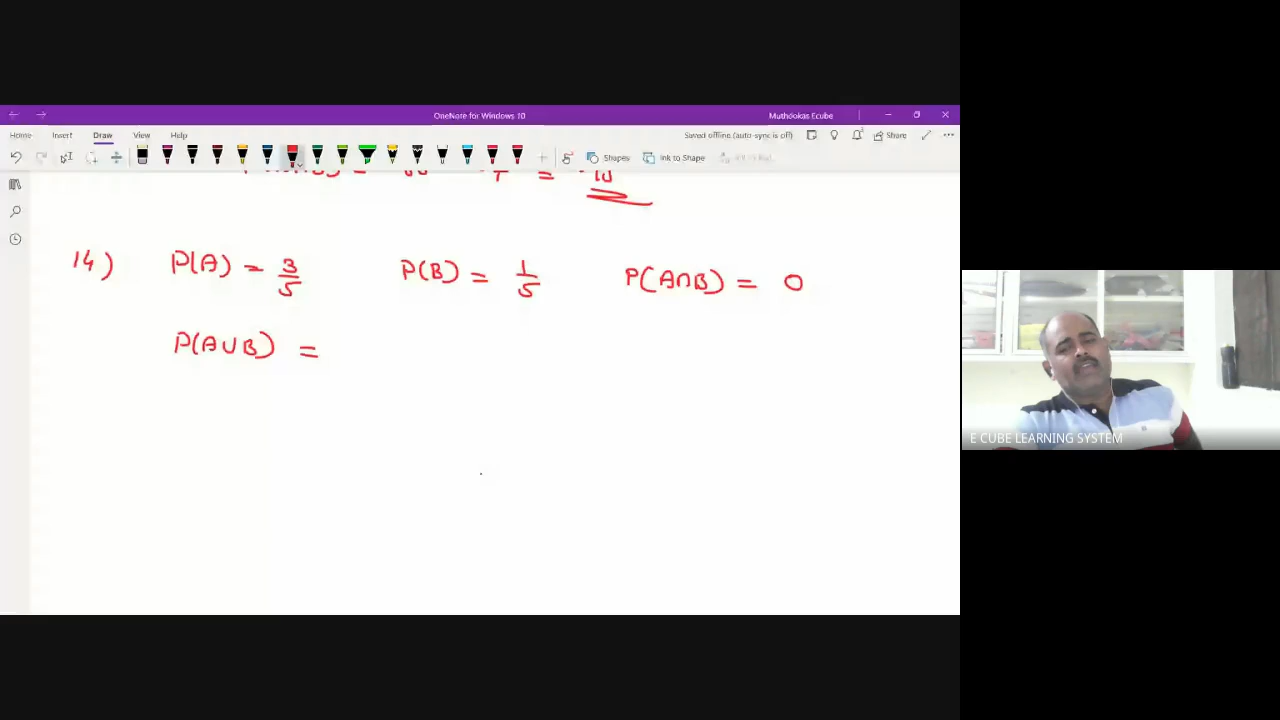 OneNote for Windows 10
Muthookas Ecube
Home Insert Draw View Help
Saved offline (auto-sync is off)
Share
Shapes
Ink to Shape
14) P(A) = 3/5 P(B) = 1/5 P(A∩B) = 0
P(A∪B) =
E CUBE LEARNING SYSTEM